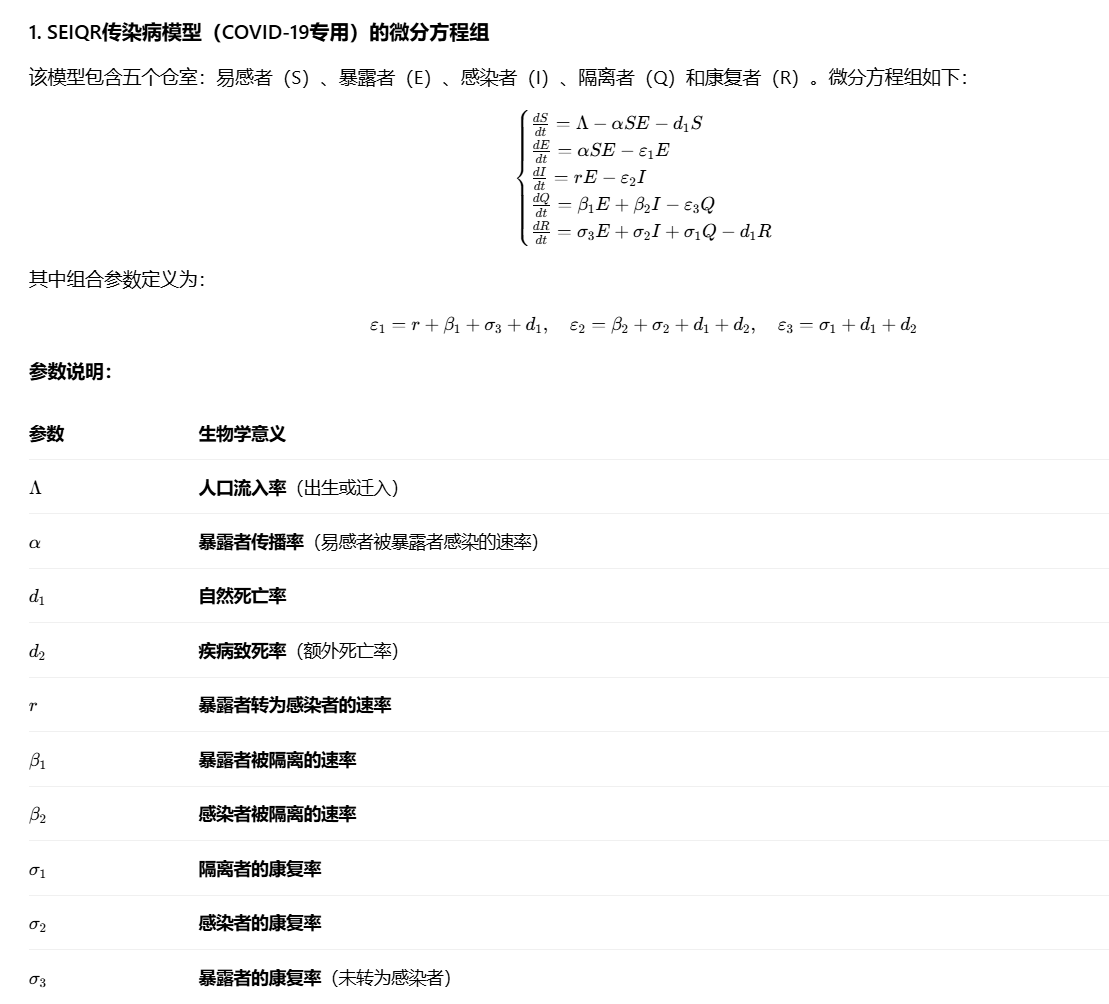 1. SEIQR传染病模型（COVID-19专用）的微分方程组
该模型包含五个仓室：易感者（S）、暴露者（E）、感染者（I）、隔离者（Q）和康复者（R）。微分方程组如下：
dS/dt = Λ − αSE − d₁S
dE/dt = αSE − ε₁E
dI/dt = rE − ε₂I
dQ/dt = β₁E + β₂I − ε₃Q
dR/dt = σ₃E + σ₂I + σ₁Q − d₁R
其中组合参数定义为：
ε₁ = r + β₁ + σ₃ + d₁, ε₂ = β₂ + σ₂ + d₁ + d₂, ε₃ = σ₁ + d₁ + d₂
参数说明：
参数 生物学意义
Λ 人口流入率（出生或迁入）
α 暴露者传播率（易感者被暴露者感染的速率）
d₁ 自然死亡率
d₂ 疾病致死率（额外死亡率）
r 暴露者转为感染者的速率
β₁ 暴露者被隔离的速率
β₂ 感染者被隔离的速率
σ₁ 隔离者的康复率
σ₂ 感染者的康复率
σ₃ 暴露者的康复率（未转为感染者）